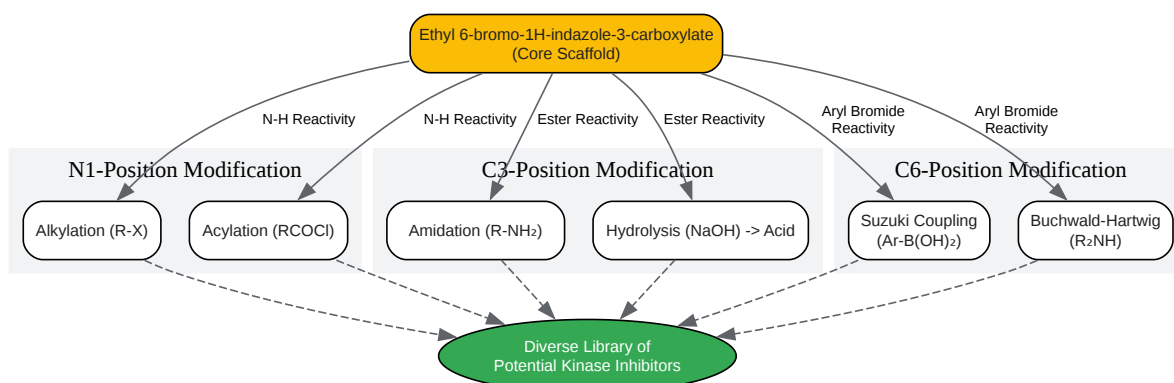 Ethyl 6-bromo-1H-indazole-3-carboxylate
(Core Scaffold)
N-H Reactivity
N-H Reactivity
Ester Reactivity
Ester Reactivity
Aryl Bromide
Reactivity
Aryl Bromide
Reactivity
N1-Position Modification
C3-Position Modification
C6-Position Modification
Alkylation (R-X)
Acylation (RCOCl)
Amidation (R-NH₂)
Hydrolysis (NaOH) -> Acid
Suzuki Coupling
(Ar-B(OH)₂)
Buchwald-Hartwig
(R₂NH)
Diverse Library of
Potential Kinase Inhibitors